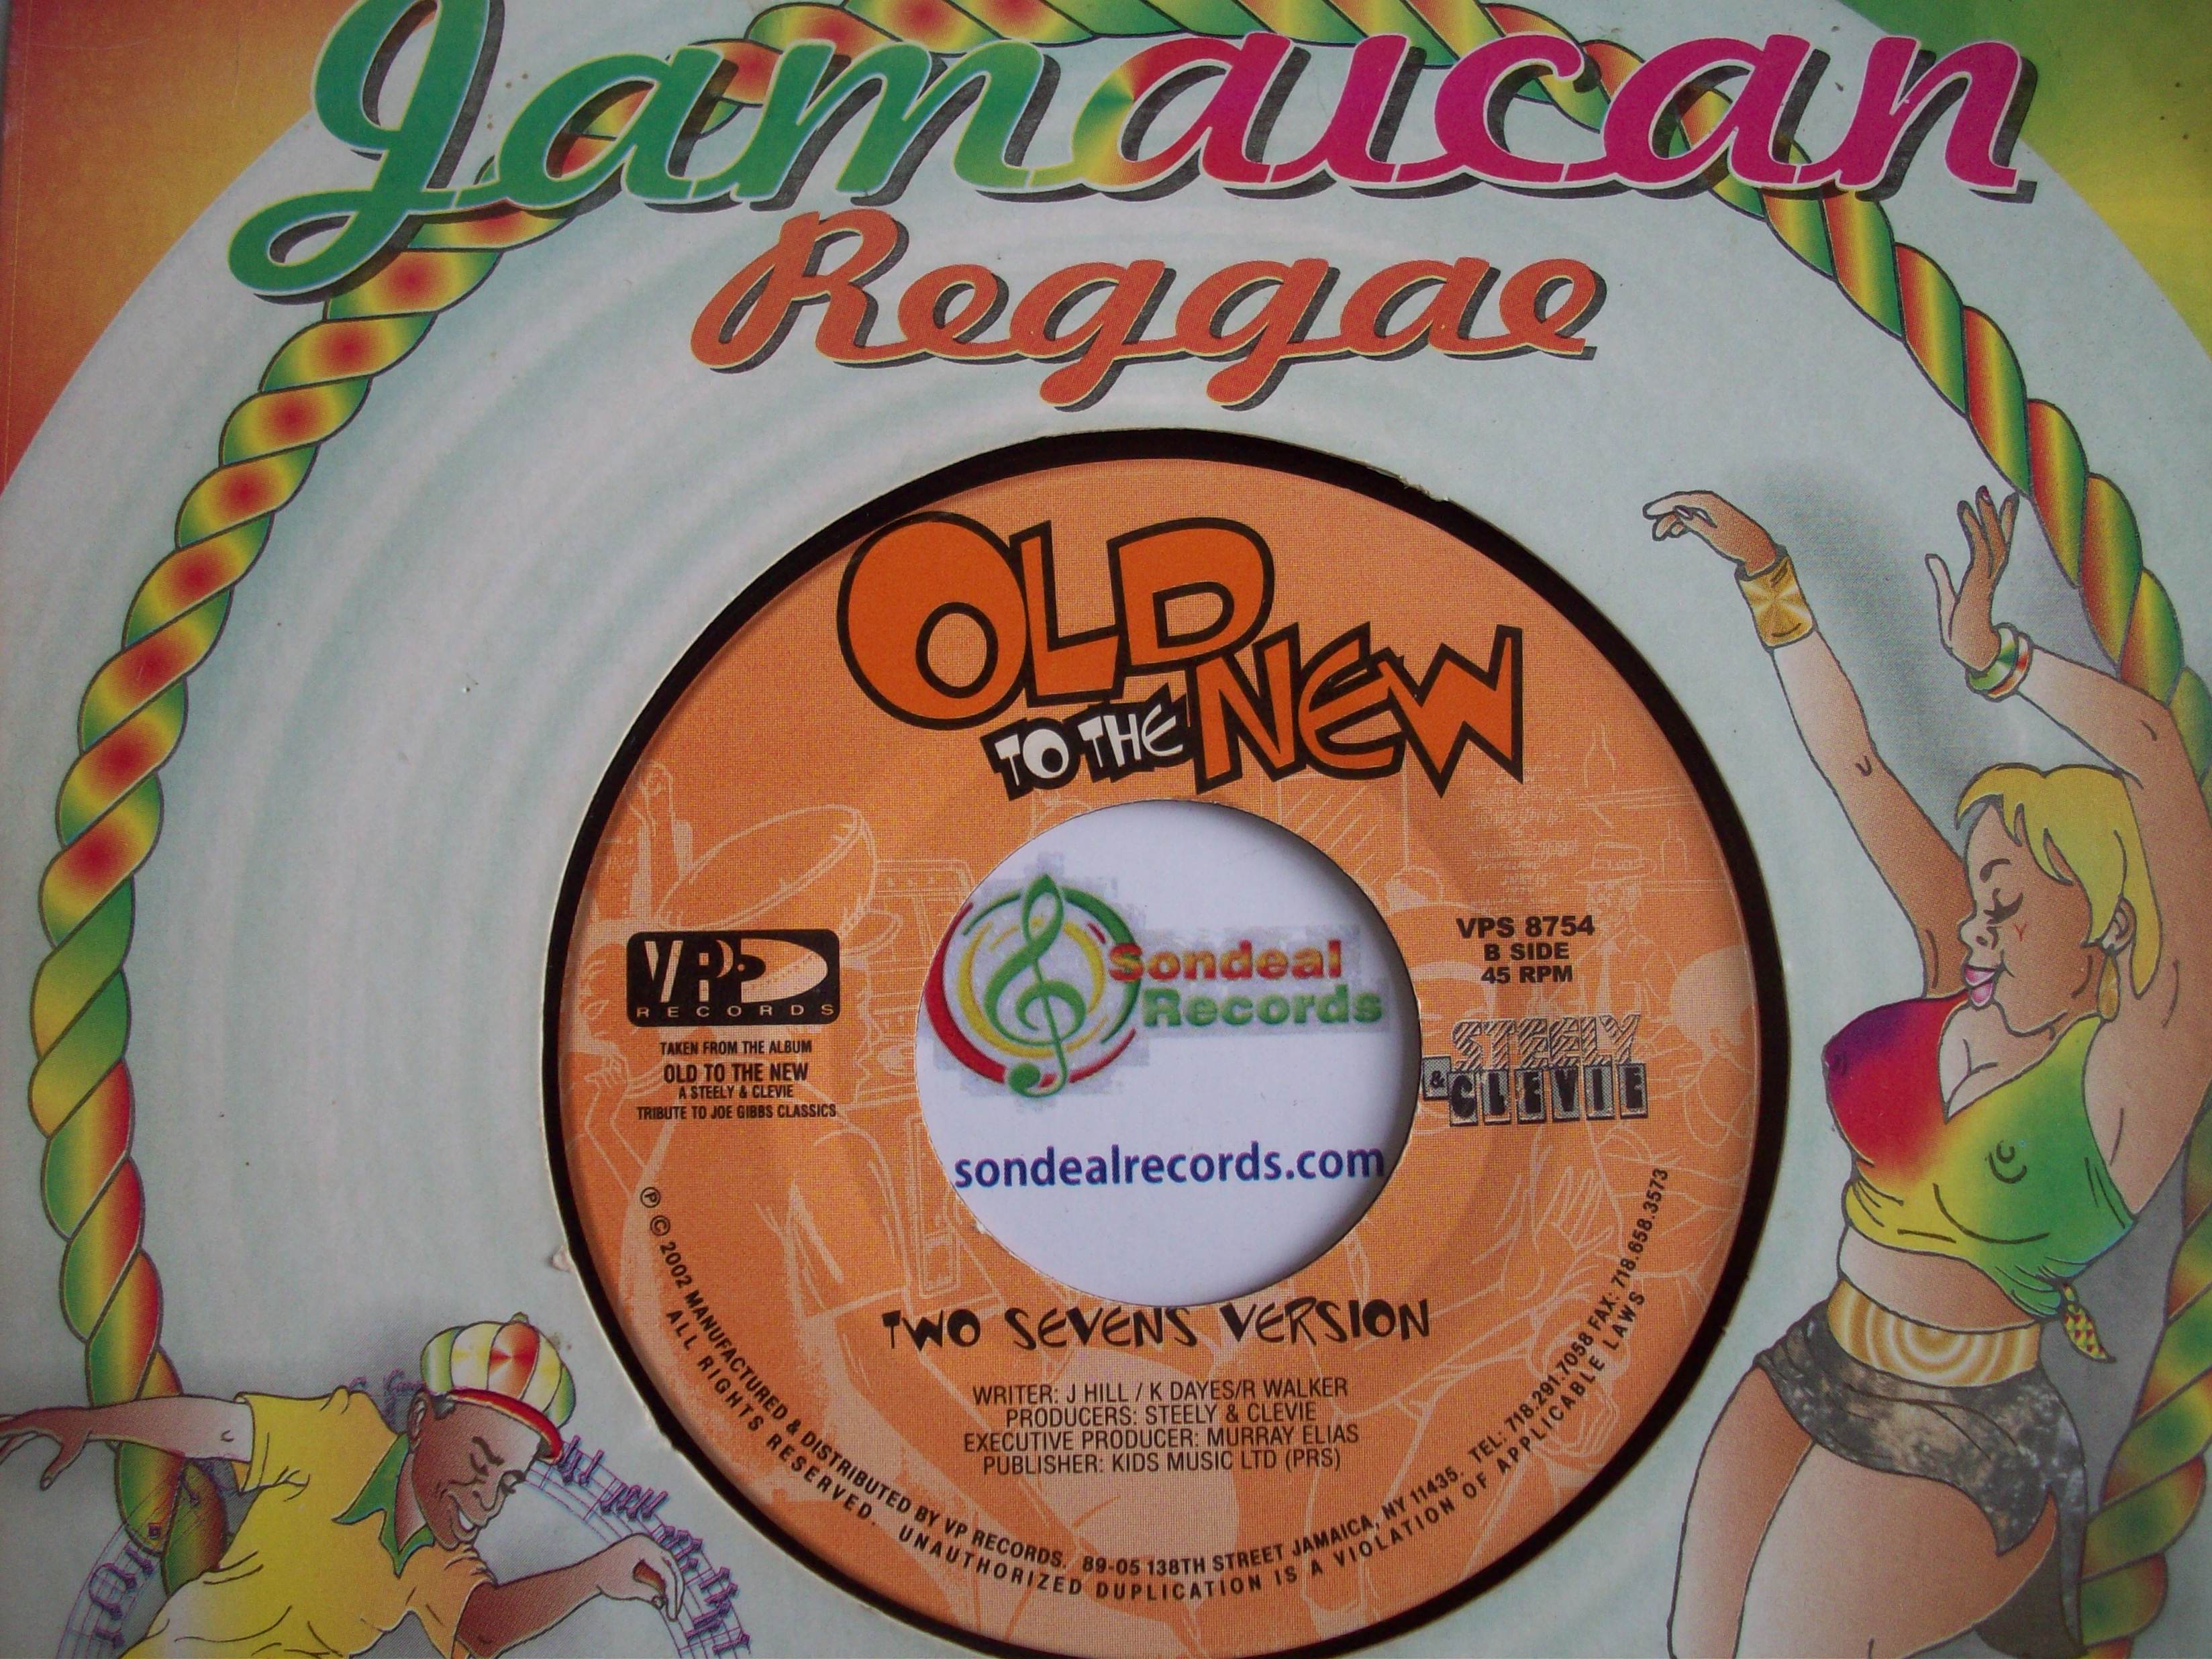 Jamaican
Reggae
OLD
TO THE NEW
VP
RECORDS
TAKEN FROM THE ALBUM
OLD TO THE NEW
A STEELY & CLEVIE
TRIBUTE TO JOE GIBBS CLASSICS
Sondeal
Records
sondealrecords.com
VPS 8754
B SIDE
45 RPM
STEELY
& CLEVIE
TWO SEVENS VERSION
WRITER: J HILL / K DAYES/R WALKER
PRODUCERS: STEELY & CLEVIE
EXECUTIVE PRODUCER: MURRAY ELIAS
PUBLISHER: KIDS MUSIC LTD (PRS)
℗ © 2002 MANUFACTURED & DISTRIBUTED BY VP RECORDS. 89-05 138TH STREET JAMAICA, NY 11435. TEL: 718.291.7058 FAX: 718.658.3573
ALL RIGHTS RESERVED. UNAUTHORIZED DUPLICATION IS A VIOLATION OF APPLICABLE LAWS